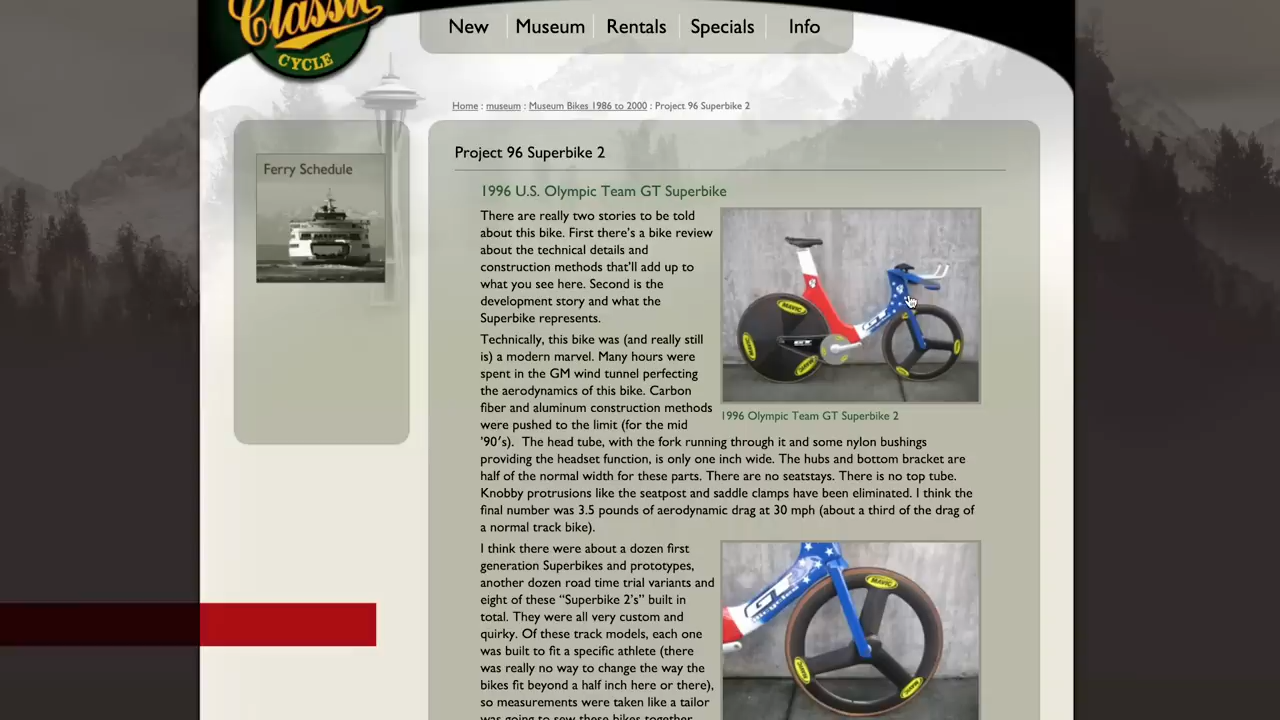 Classic
CYCLE
New
Museum
Rentals
Specials
Info
Home : museum : Museum Bikes 1986 to 2000 : Project 96 Superbike 2
Ferry Schedule
Project 96 Superbike 2
1996 U.S. Olympic Team GT Superbike
There are really two stories to be told
about this bike. First there's a bike review
about the technical details and
construction methods that'll add up to
what you see here. Second is the
development story and what the
Superbike represents.
MAVIC
GT
1996 Olympic Team GT Superbike 2
Technically, this bike was (and really still
is) a modern marvel. Many hours were
spent in the GM wind tunnel perfecting
the aerodynamics of this bike. Carbon
fiber and aluminum construction methods
were pushed to the limit (for the mid
'90's). The head tube, with the fork running through it and some nylon bushings
providing the headset function, is only one inch wide. The hubs and bottom bracket are
half of the normal width for these parts. There are no seatstays. There is no top tube.
Knobby protrusions like the seatpost and saddle clamps have been eliminated. I think the
final number was 3.5 pounds of aerodynamic drag at 30 mph (about a third of the drag of
a normal track bike).
I think there were about a dozen first
generation Superbikes and prototypes,
another dozen road time trial variants and
eight of these “Superbike 2's” built in
total. They were all very custom and
quirky. Of these track models, each one
was built to fit a specific athlete (there
was really no way to change the way the
bikes fit beyond a half inch here or there),
so measurements were taken like a tailor
was going to sew these bikes together
MAVIC
GT
MAVIC
MAVIC